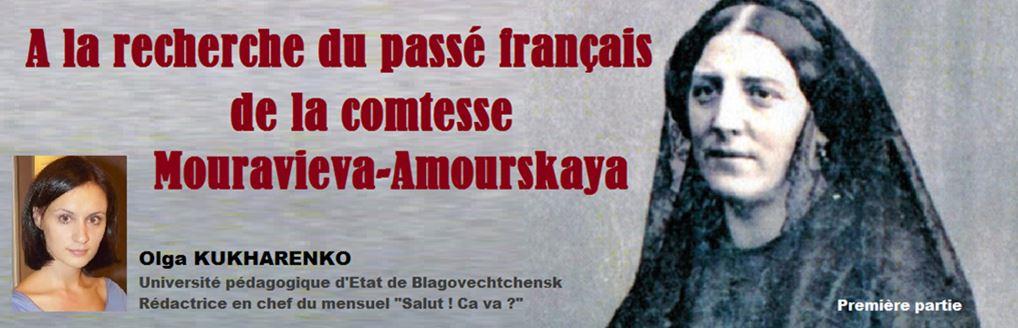 A la recherche du passé français
de la comtesse
Mouravieva-Amourskaya
Olga KUKHARENKO
Université pédagogique d'Etat de Blagovechtchensk
Rédactrice en chef du mensuel "Salut ! Ca va ?"
Première partie